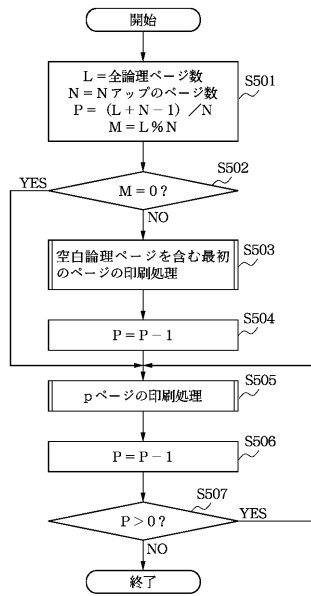 開始
L=全論理ページ数
N=Nアップのページ数
P=(L+N-1)/N
M=L%N
S501
S502
M=0?
YES
NO
空白論理ページを含む最初
のページの印刷処理
S503
P=P-1
S504
pページの印刷処理
S505
P=P-1
S506
P>0?
S507
YES
NO
終了